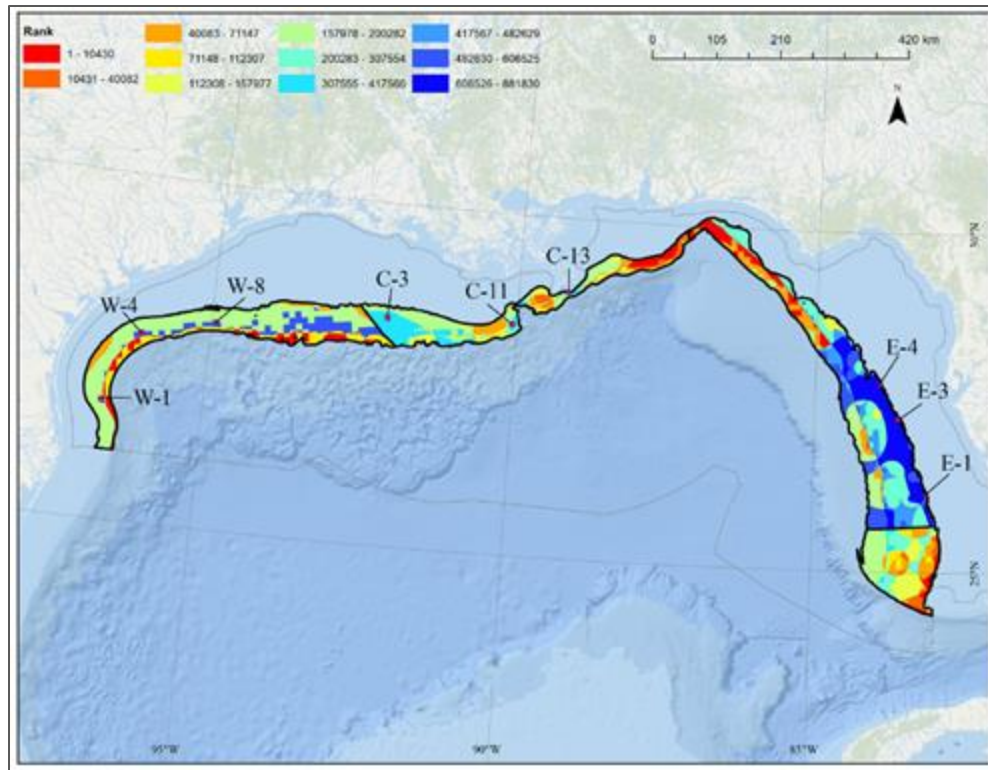 Rank
1 - 10430
10431 - 40082
40083 - 71147
71148 - 112307
112308 - 157977
157978 - 200282
200283 - 307554
307555 - 417566
417567 - 482629
482630 - 606525
606526 - 881830
0 105 210 420 km
N
30°N
C-13
C-3
C-11
W-8
W-4
E-4
W-1
E-3
E-1
25°N
95°W
90°W
85°W